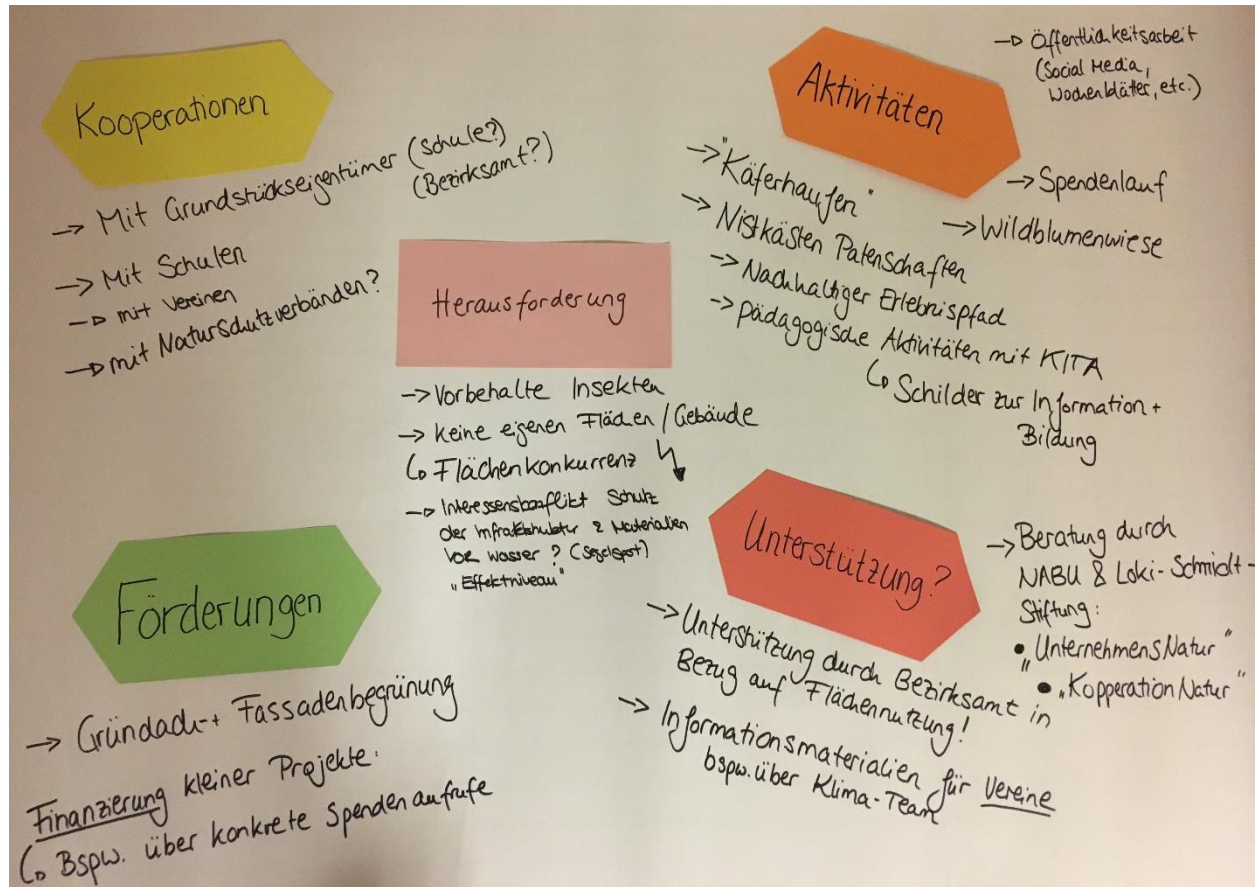 Kooperationen
→ Mit Grundstückseigentümer (Schule?)
(Bezirksamt?)
→ Mit Schulen
→ mit Vereinen
→ mit Naturschutzverbänden?
Herausforderung
→ Vorbehalte Insekten
→ keine eigenen Flächen / Gebäude
↳ Flächenkonkurrenz
→ Interessenskonflikt Schutz
der Infrastruktur & Materialien
vor Wasser? (Segelsport)
„Effektniveau"
Aktivitäten
→ Öffentlichkeitsarbeit
(Social Media,
Wochenblätter, etc.)
→ Spendenlauf
→ Wildblumenwiese
→ "Käferhaufen"
→ Nistkästen Patenschaften
→ Nachhaltiger Erlebnispfad
→ pädagogische Aktivitäten mit KITA
↳ Schilder zur Information +
Bildung
Förderungen
→ Gründach- + Fassadenbegrünung
Finanzierung kleiner Projekte:
↳ Bspw. über konkrete Spendenaufrufe
Unterstützung?
→ Unterstützung durch Bezirksamt in
Bezug auf Flächennutzung!
→ Informationsmaterialien für Vereine
bspw. über Klima-Team
→ Beratung durch
NABU & Loki-Schmidt-
Stiftung:
• „UnternehmensNatur"
• „KopperationNatur"